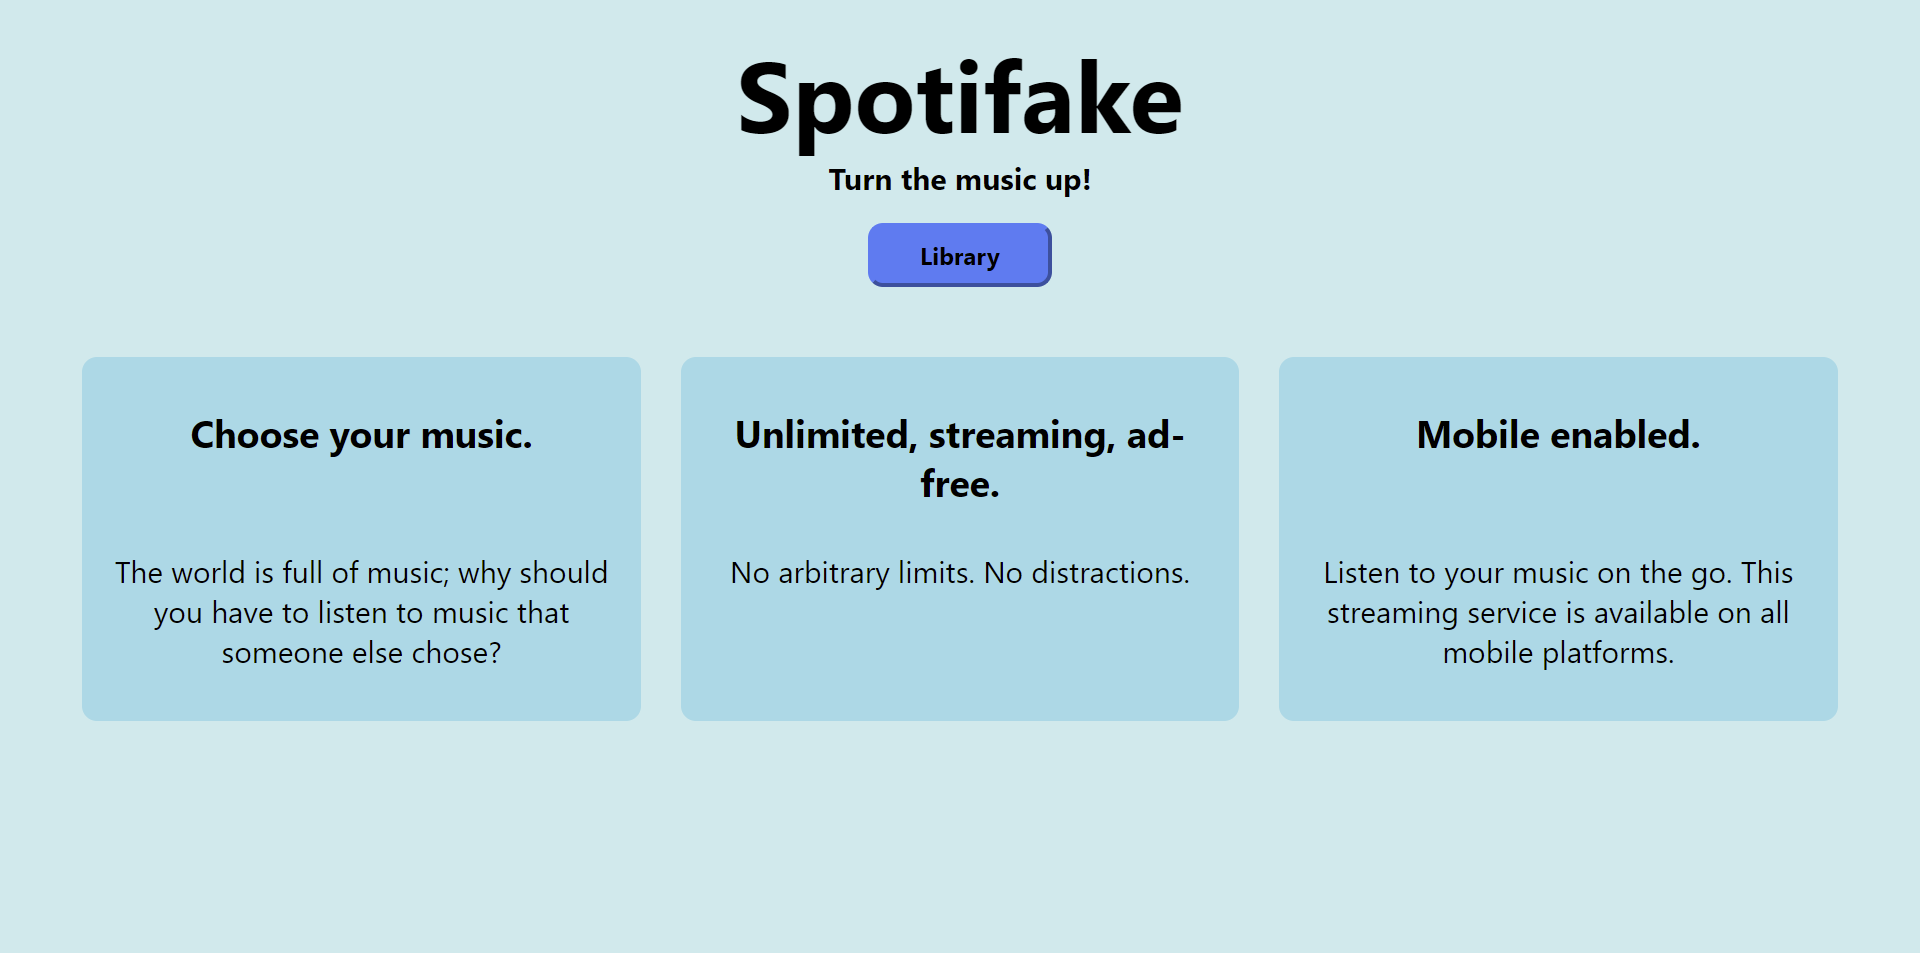 Spotifake
Turn the music up!
Library
Choose your music.
The world is full of music; why should
you have to listen to music that
someone else chose?
Unlimited, streaming, ad-
free.
No arbitrary limits. No distractions.
Mobile enabled.
Listen to your music on the go. This
streaming service is available on all
mobile platforms.